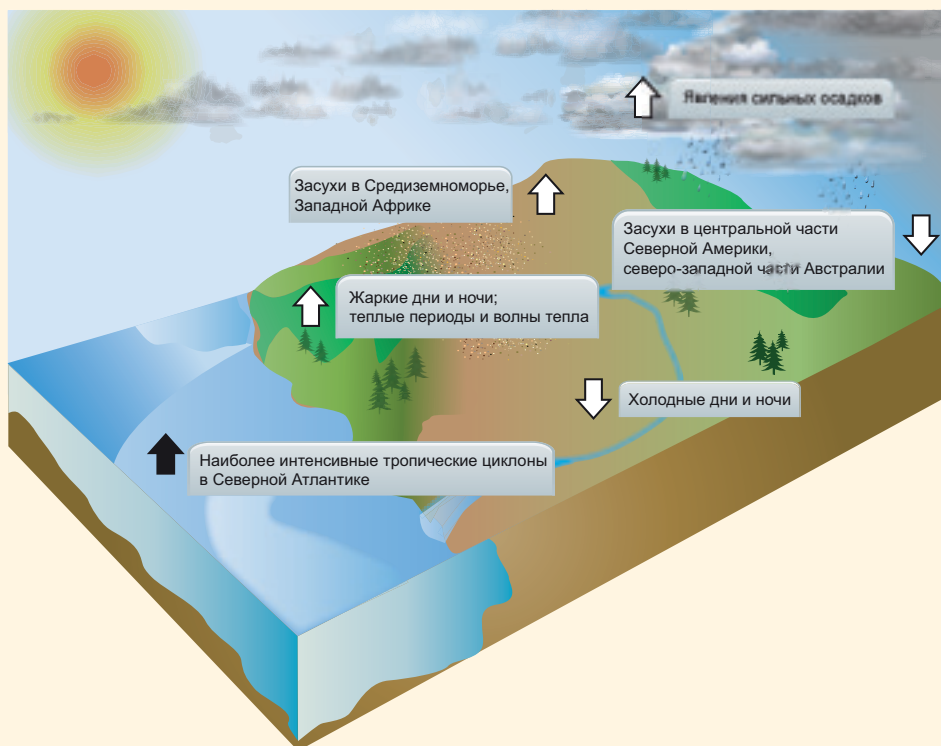 Явления сильных осадков
Засухи в Средиземноморье,
Западной Африке
Засухи в центральной части
Северной Америки,
северо-западной части Австралии
Жаркие дни и ночи;
теплые периоды и волны тепла
Холодные дни и ночи
Наиболее интенсивные тропические циклоны
в Северной Атлантике